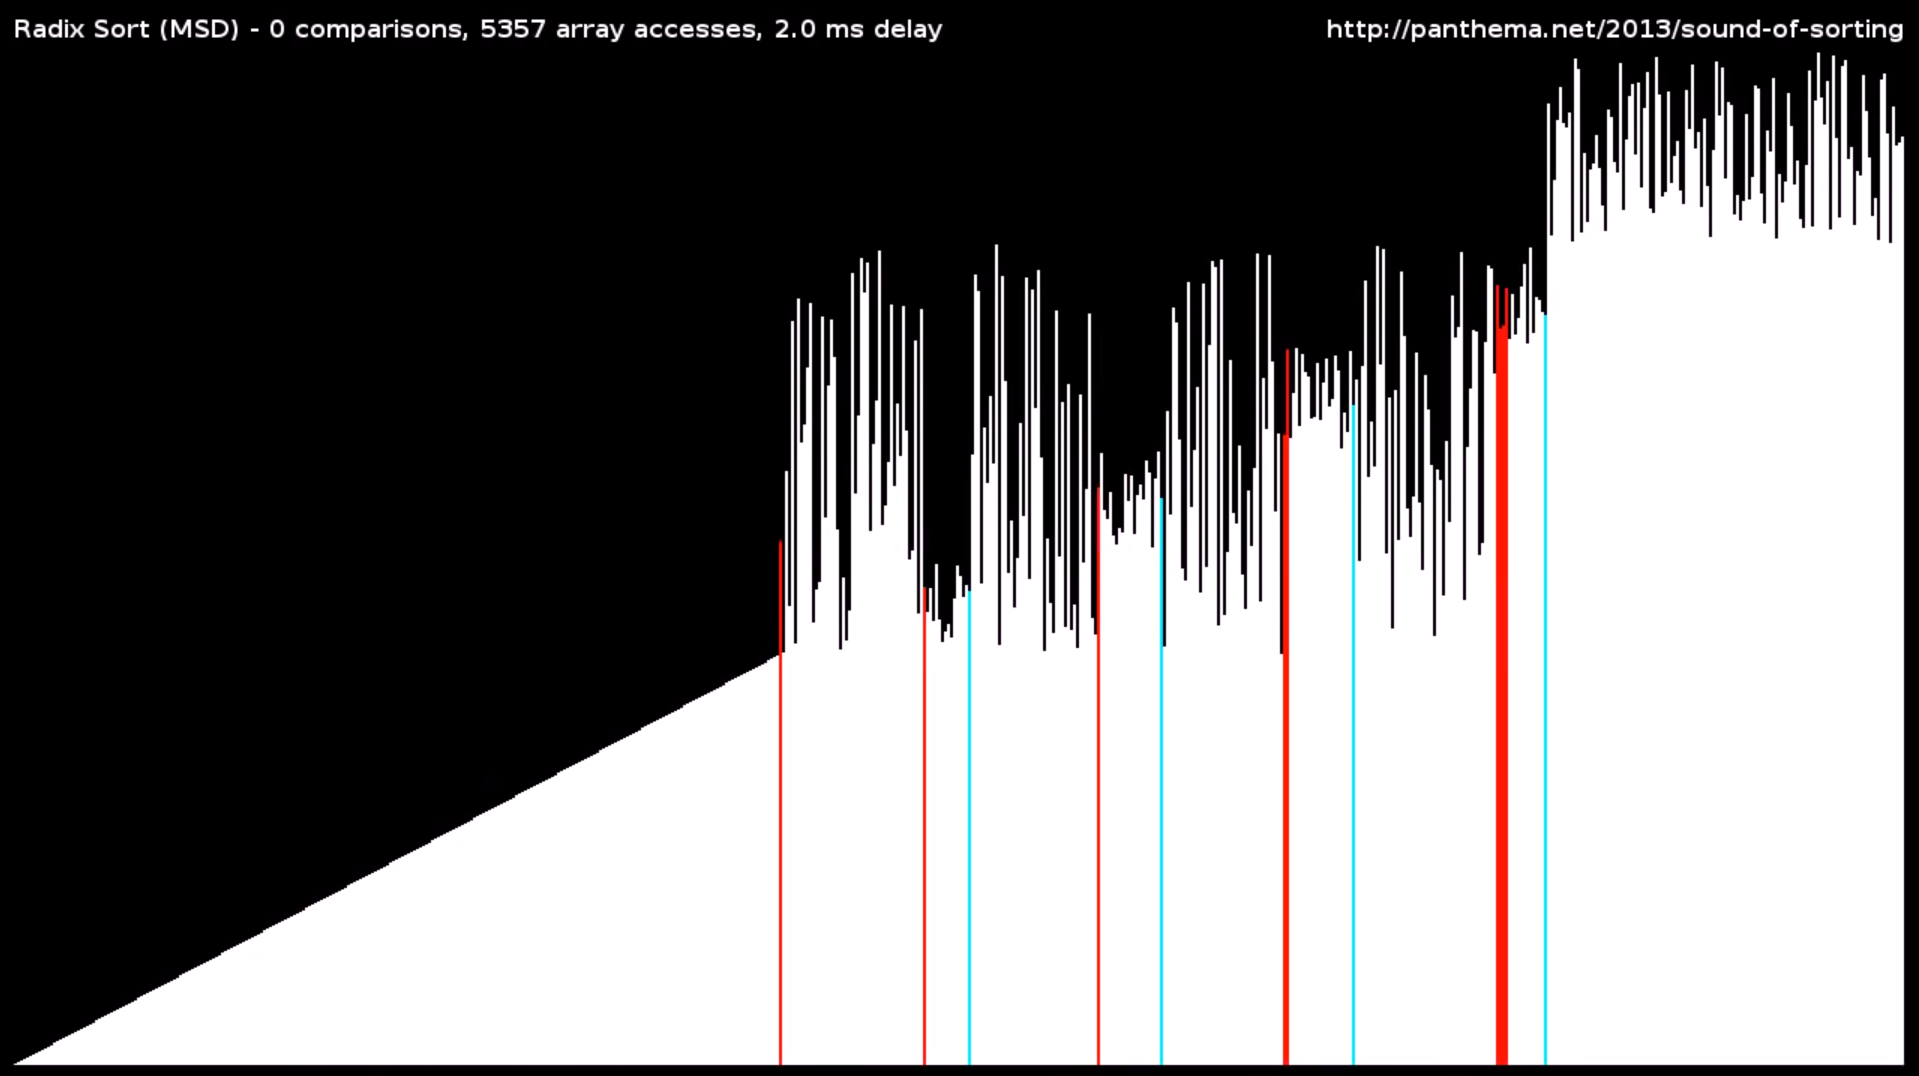 Radix Sort (MSD) - 0 comparisons, 5357 array accesses, 2.0 ms delay
http://panthema.net/2013/sound-of-sorting